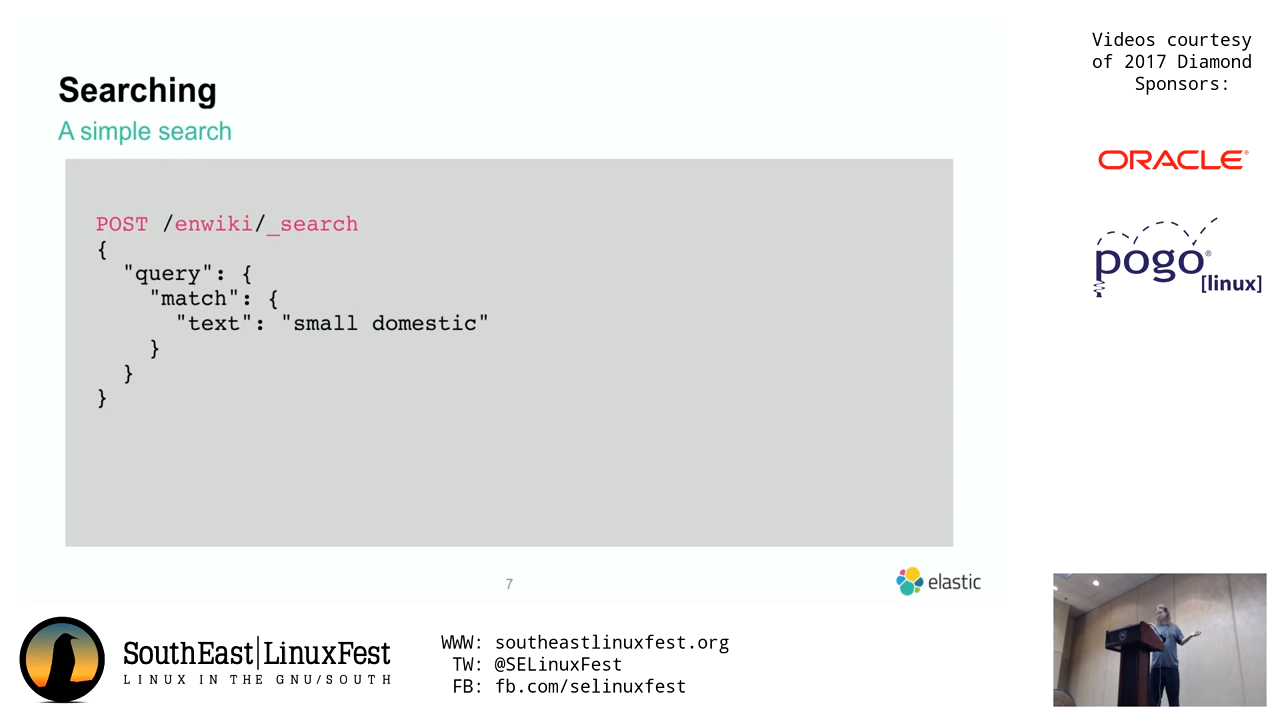 Searching
A simple search
POST /enwiki/_search
{
  "query": {
    "match": {
      "text": "small domestic"
    }
  }
}
7
elastic
Videos courtesy
of 2017 Diamond
Sponsors:
ORACLE®
pogo®
[linux]
SouthEast|LinuxFest
LINUX IN THE GNU/SOUTH
WWW: southeastlinuxfest.org
TW: @SELinuxFest
FB: fb.com/selinuxfest